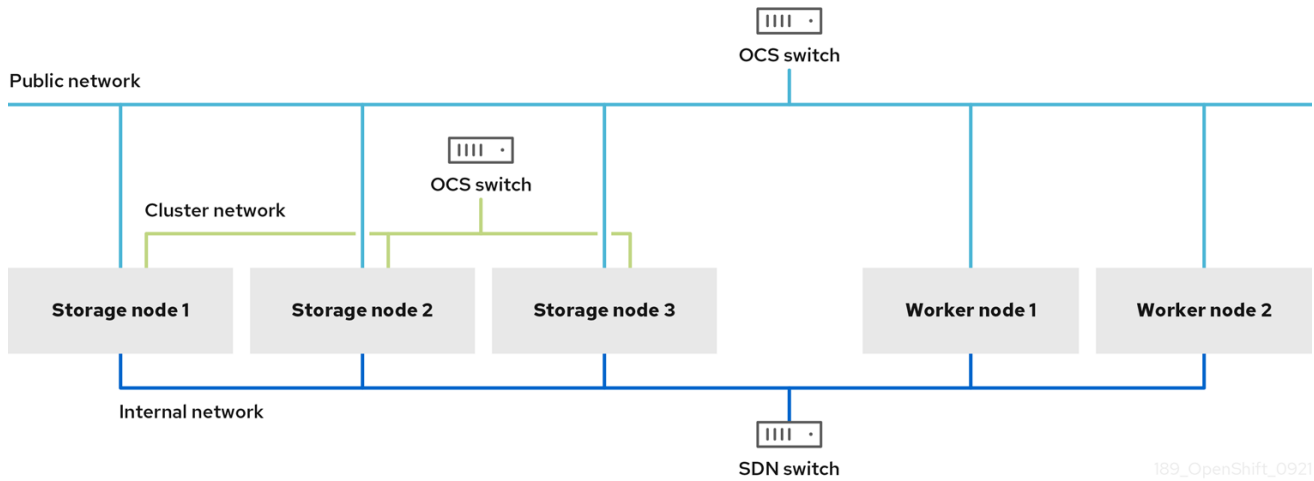 OCS switch
Public network
OCS switch
Cluster network
Storage node 1
Storage node 2
Storage node 3
Worker node 1
Worker node 2
Internal network
SDN switch
189_OpenShift_0921